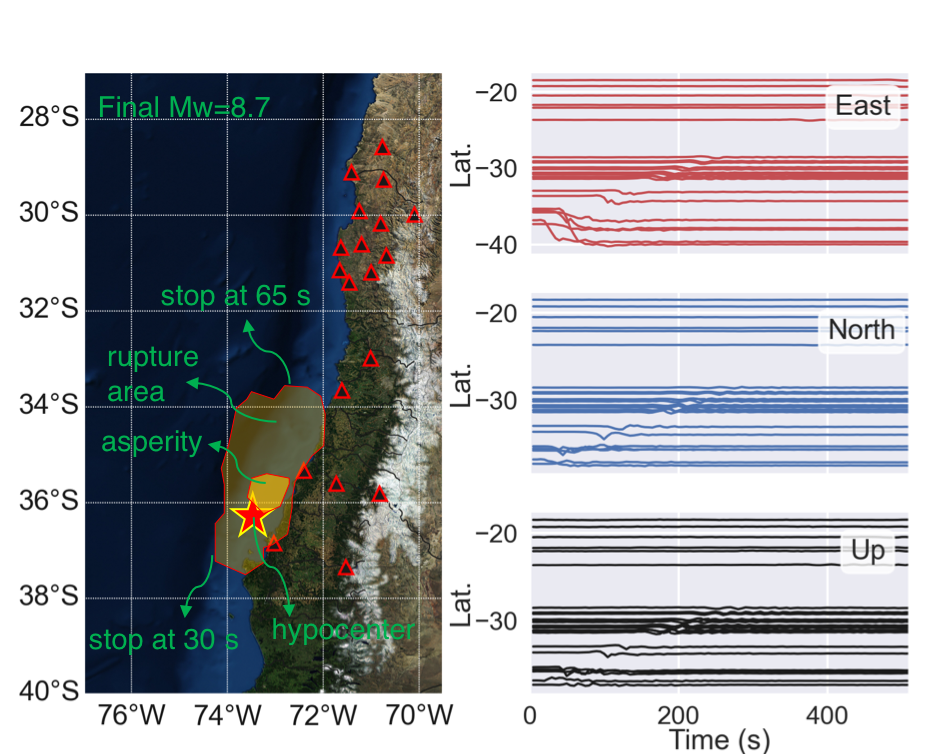 Final Mw=8.7
28°S
30°S
32°S
34°S
36°S
38°S
40°S
76°W
74°W
72°W
70°W
stop at 65 s
rupture
area
asperity
stop at 30 s
hypocenter
East
Lat.
−20
−30
−40
North
Lat.
−20
−30
Up
Lat.
−20
−30
0
200
400
Time (s)